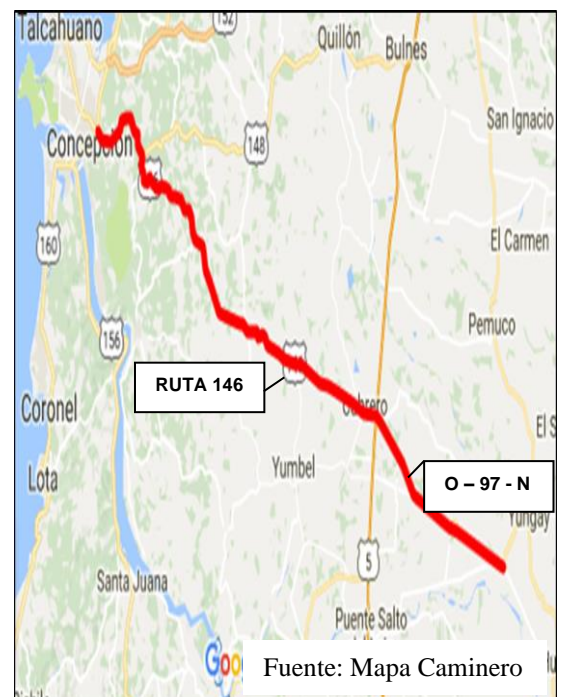 Talcahuano
152
Quillón
Bulnes
San Ignacio
Concepción
148
160
El Carmen
156
Pemuco
RUTA 146
Cabrero
Coronel
El S
Yumbel
O – 97 - N
Lota
Yungay
5
Santa Juana
Puente Salto
Goo
Fuente: Mapa Caminero